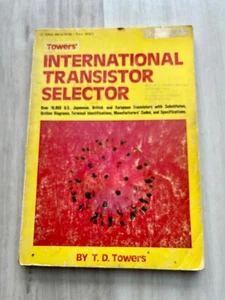 Towers'
INTERNATIONAL
TRANSISTOR
SELECTOR
Over 10,000 U.S., Japanese, British and European Transistors with Substitutes,
Outline Diagrams, Terminal Identifications, Manufacturers' Codes, and Specifications.
BY T. D. Towers